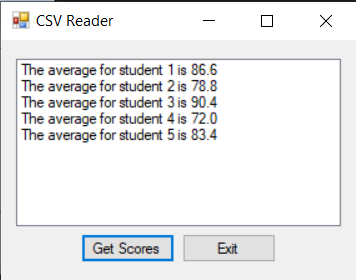 CSV Reader
The average for student 1 is 86.6
The average for student 2 is 78.8
The average for student 3 is 90.4
The average for student 4 is 72.0
The average for student 5 is 83.4
Get Scores Exit